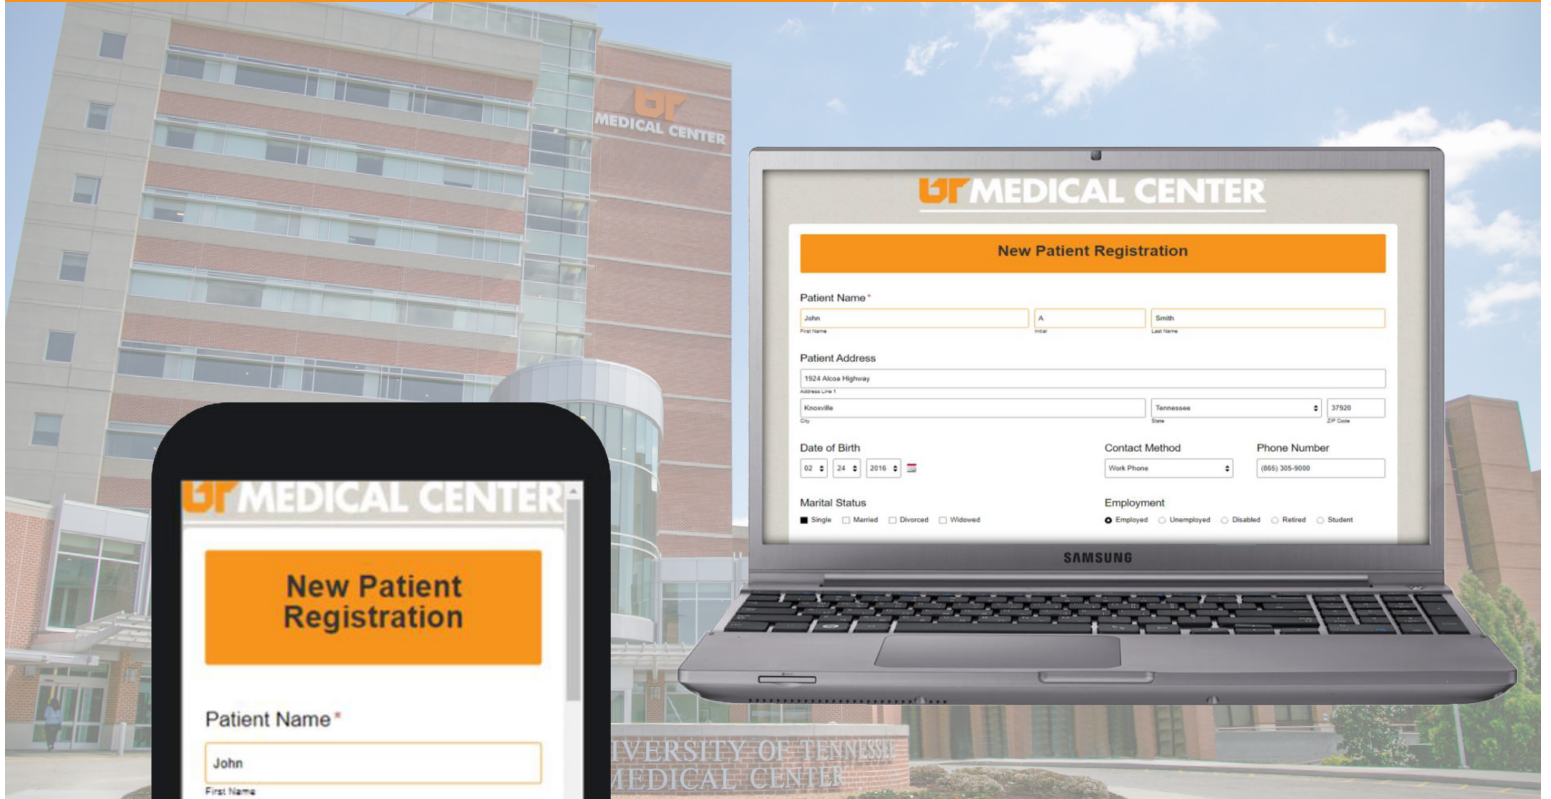 UT
MEDICAL CENTER
UT MEDICAL CENTER
New Patient Registration
Patient Name*
John A. Smith
First Name Initial Last Name
Patient Address
1924 Alcoa Highway
Address Line 1
Knoxville Tennessee 37920
City State ZIP Code
Date of Birth Contact Method Phone Number
02 24 2016 Work Phone (865) 305-9000
Marital Status Employment
Single Married Divorced Widowed Employed Unemployed Disabled Retired Student
SAMSUNG
UT MEDICAL CENTER
New Patient
Registration
Patient Name*
John
First Name
IVERSITY OF TENNESSEE
MEDICAL CENTER